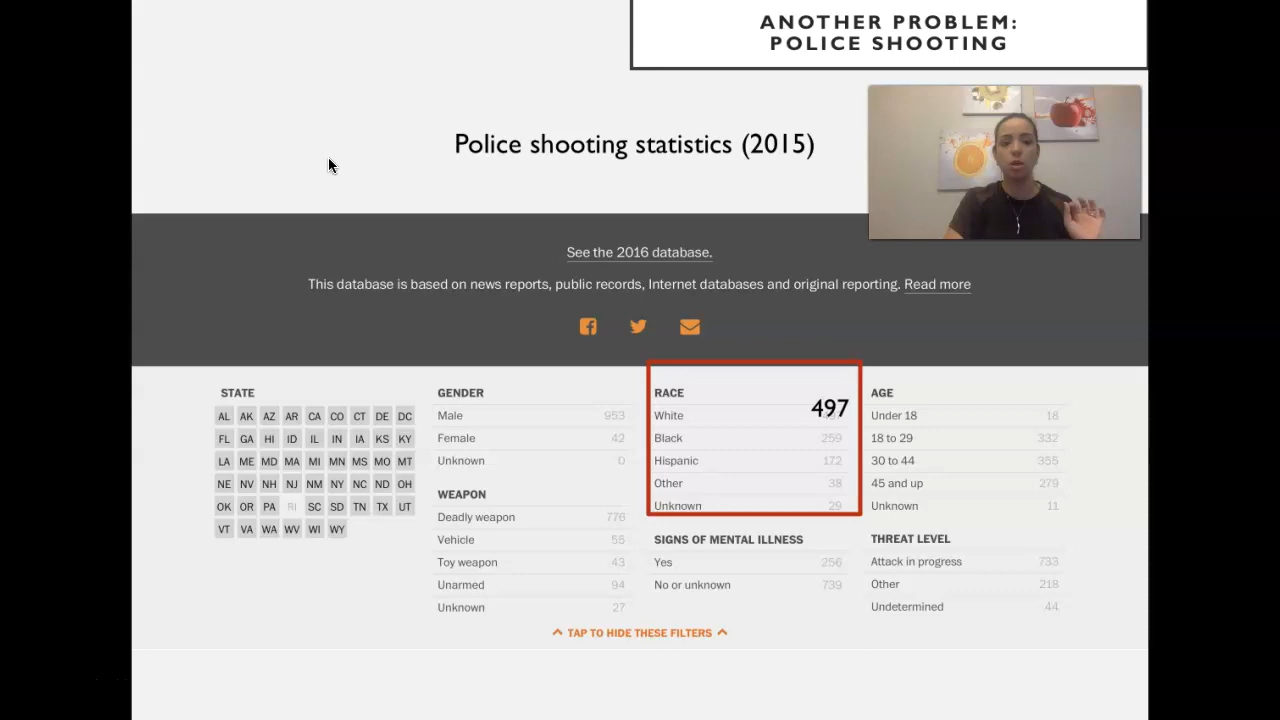 ANOTHER PROBLEM:
POLICE SHOOTING
Police shooting statistics (2015)
See the 2016 database.
This database is based on news reports, public records, Internet databases and original reporting. Read more
STATE
AL AK AZ AR CA CO CT DE DC
FL GA HI ID IL IN IA KS KY
LA ME MD MA MI MN MS MO MT
NE NV NH NJ NM NY NC ND OH
OK OR PA RI SC SD TN TX UT
VT VA WA WV WI WY
GENDER
Male 953
Female 42
Unknown 0
WEAPON
Deadly weapon 776
Vehicle 55
Toy weapon 43
Unarmed 94
Unknown 27
RACE
White 497
Black 259
Hispanic 172
Other 38
Unknown 29
SIGNS OF MENTAL ILLNESS
Yes 256
No or unknown 739
AGE
Under 18 18
18 to 29 332
30 to 44 355
45 and up 279
Unknown 11
THREAT LEVEL
Attack in progress 733
Other 218
Undetermined 44
TAP TO HIDE THESE FILTERS